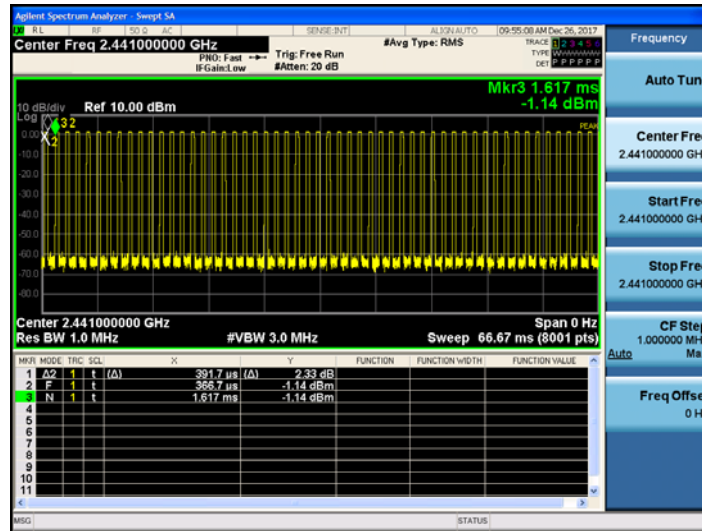 Agilent Spectrum Analyzer - Swept SA
RL RF 50 Ω AC SENSE:INT ALIGNAUTO 09:55:08 AM Dec 26, 2017
Center Freq 2.441000000 GHz
PNO: Fast
IFGain:Low
Trig: Free Run
#Atten: 20 dB
#Avg Type: RMS
TRACE 1 2 3 4 5 6
TYPE
DET P P P P P P
Mkr3 1.617 ms
-1.14 dBm
10 dB/div Ref 10.00 dBm
Log
PEAK
3 2
2
0.00
-10.0
-20.0
-30.0
-40.0
-50.0
-60.0
-70.0
-80.0
Center 2.441000000 GHz Span 0 Hz
Res BW 1.0 MHz #VBW 3.0 MHz Sweep 66.67 ms (8001 pts)
MKR MODE TRC SCL X Y FUNCTION FUNCTION WIDTH FUNCTION VALUE
1 Δ2 1 t (Δ) 391.7 µs (Δ) 2.33 dB
2 F 1 t 366.7 µs -1.14 dBm
3 N 1 t 1.617 ms -1.14 dBm
4
5
6
7
8
9
10
11
MSG STATUS
Frequency
Auto Tun
Center Fre
2.441000000 GH
Start Fre
2.441000000 GH
Stop Fre
2.441000000 GH
CF Step
1.000000 MH
Auto Ma
Freq Offse
0 H